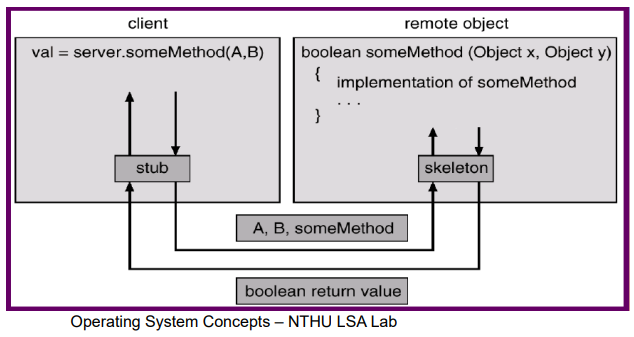 client
remote object
val = server.someMethod(A,B)
boolean someMethod (Object x, Object y)
{
implementation of someMethod
. . .
}
stub
skeleton
A, B, someMethod
boolean return value
Operating System Concepts – NTHU LSA Lab